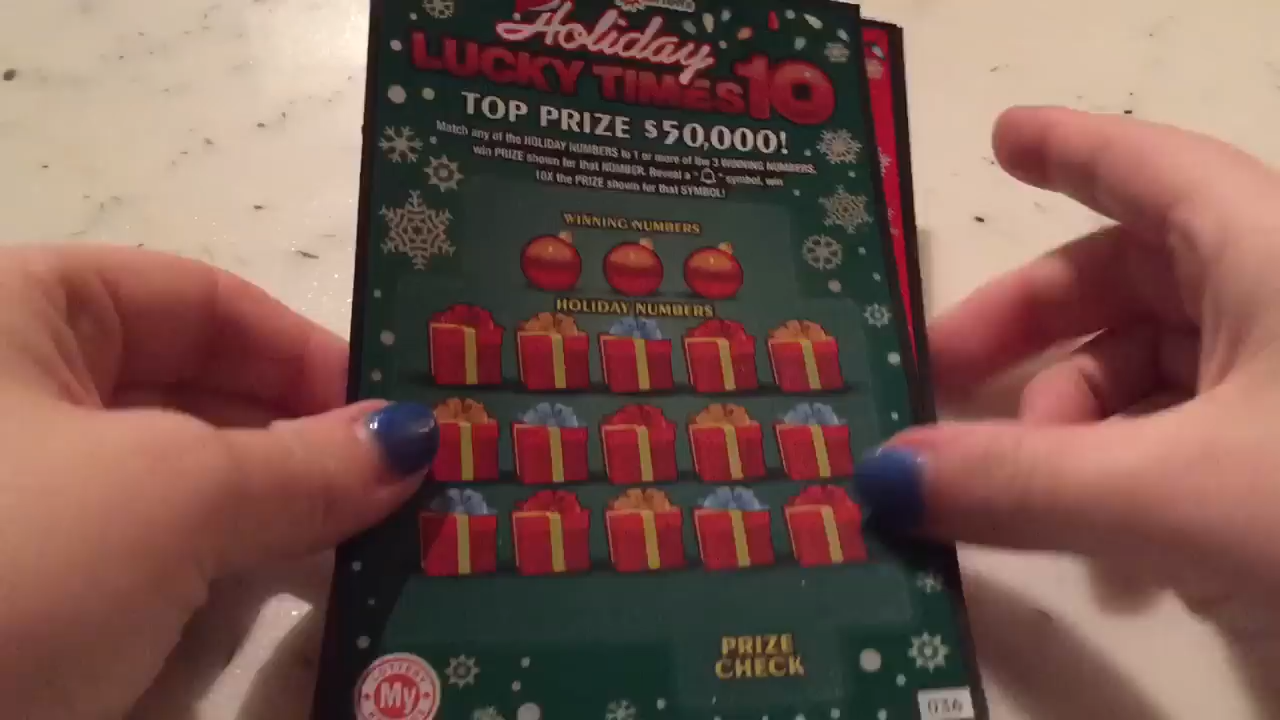 Holiday
LUCKY TIMES 10
TOP PRIZE $50,000!
Match any of the HOLIDAY NUMBERS to 1 or more of the 3 WINNING NUMBERS,
win PRIZE shown for that NUMBER. Reveal a " " symbol, win
10X the PRIZE shown for that SYMBOL!
WINNING NUMBERS
HOLIDAY NUMBERS
PRIZE
CHECK
My
036